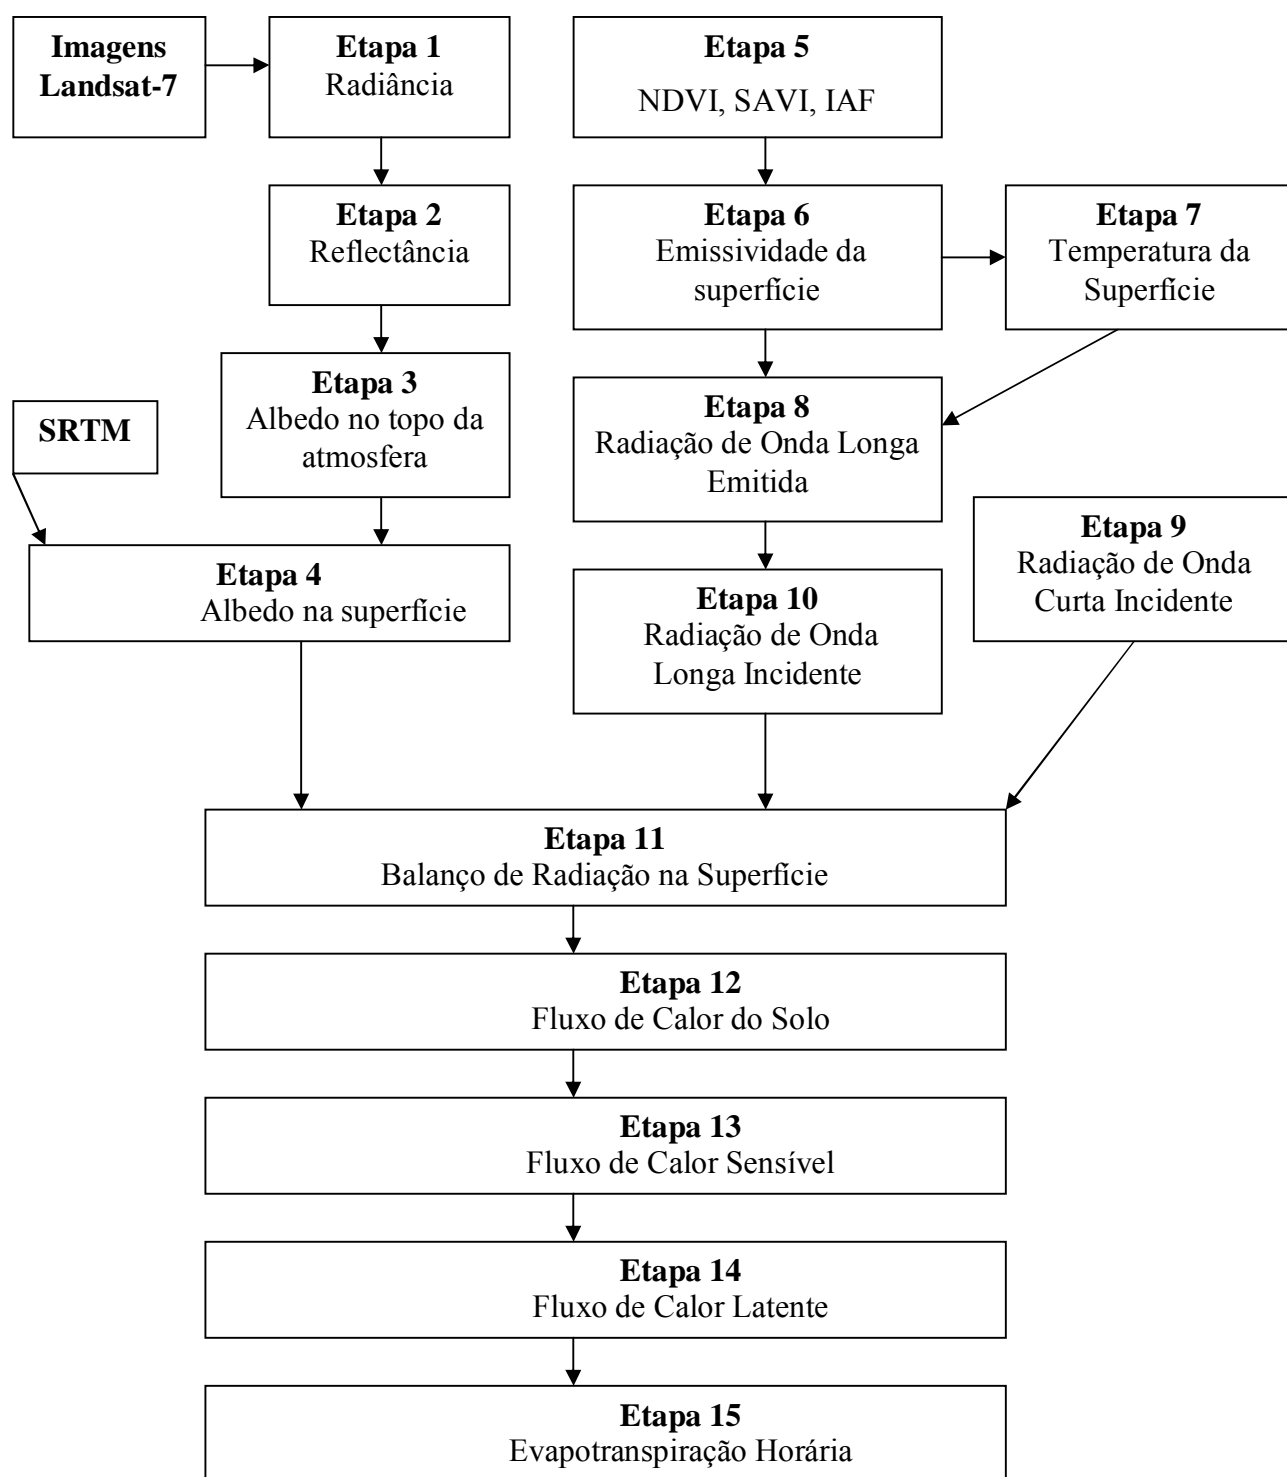 Imagens
Landsat-7
Etapa 1
Radiância
Etapa 5
NDVI, SAVI, IAF
Etapa 2
Reflectância
Etapa 6
Emissividade da
superfície
Etapa 7
Temperatura da
Superfície
Etapa 3
Albedo no topo da
atmosfera
SRTM
Etapa 8
Radiação de Onda Longa
Emitida
Etapa 9
Radiação de Onda
Curta Incidente
Etapa 4
Albedo na superfície
Etapa 10
Radiação de Onda
Longa Incidente
Etapa 11
Balanço de Radiação na Superfície
Etapa 12
Fluxo de Calor do Solo
Etapa 13
Fluxo de Calor Sensível
Etapa 14
Fluxo de Calor Latente
Etapa 15
Evapotranspiração Horária